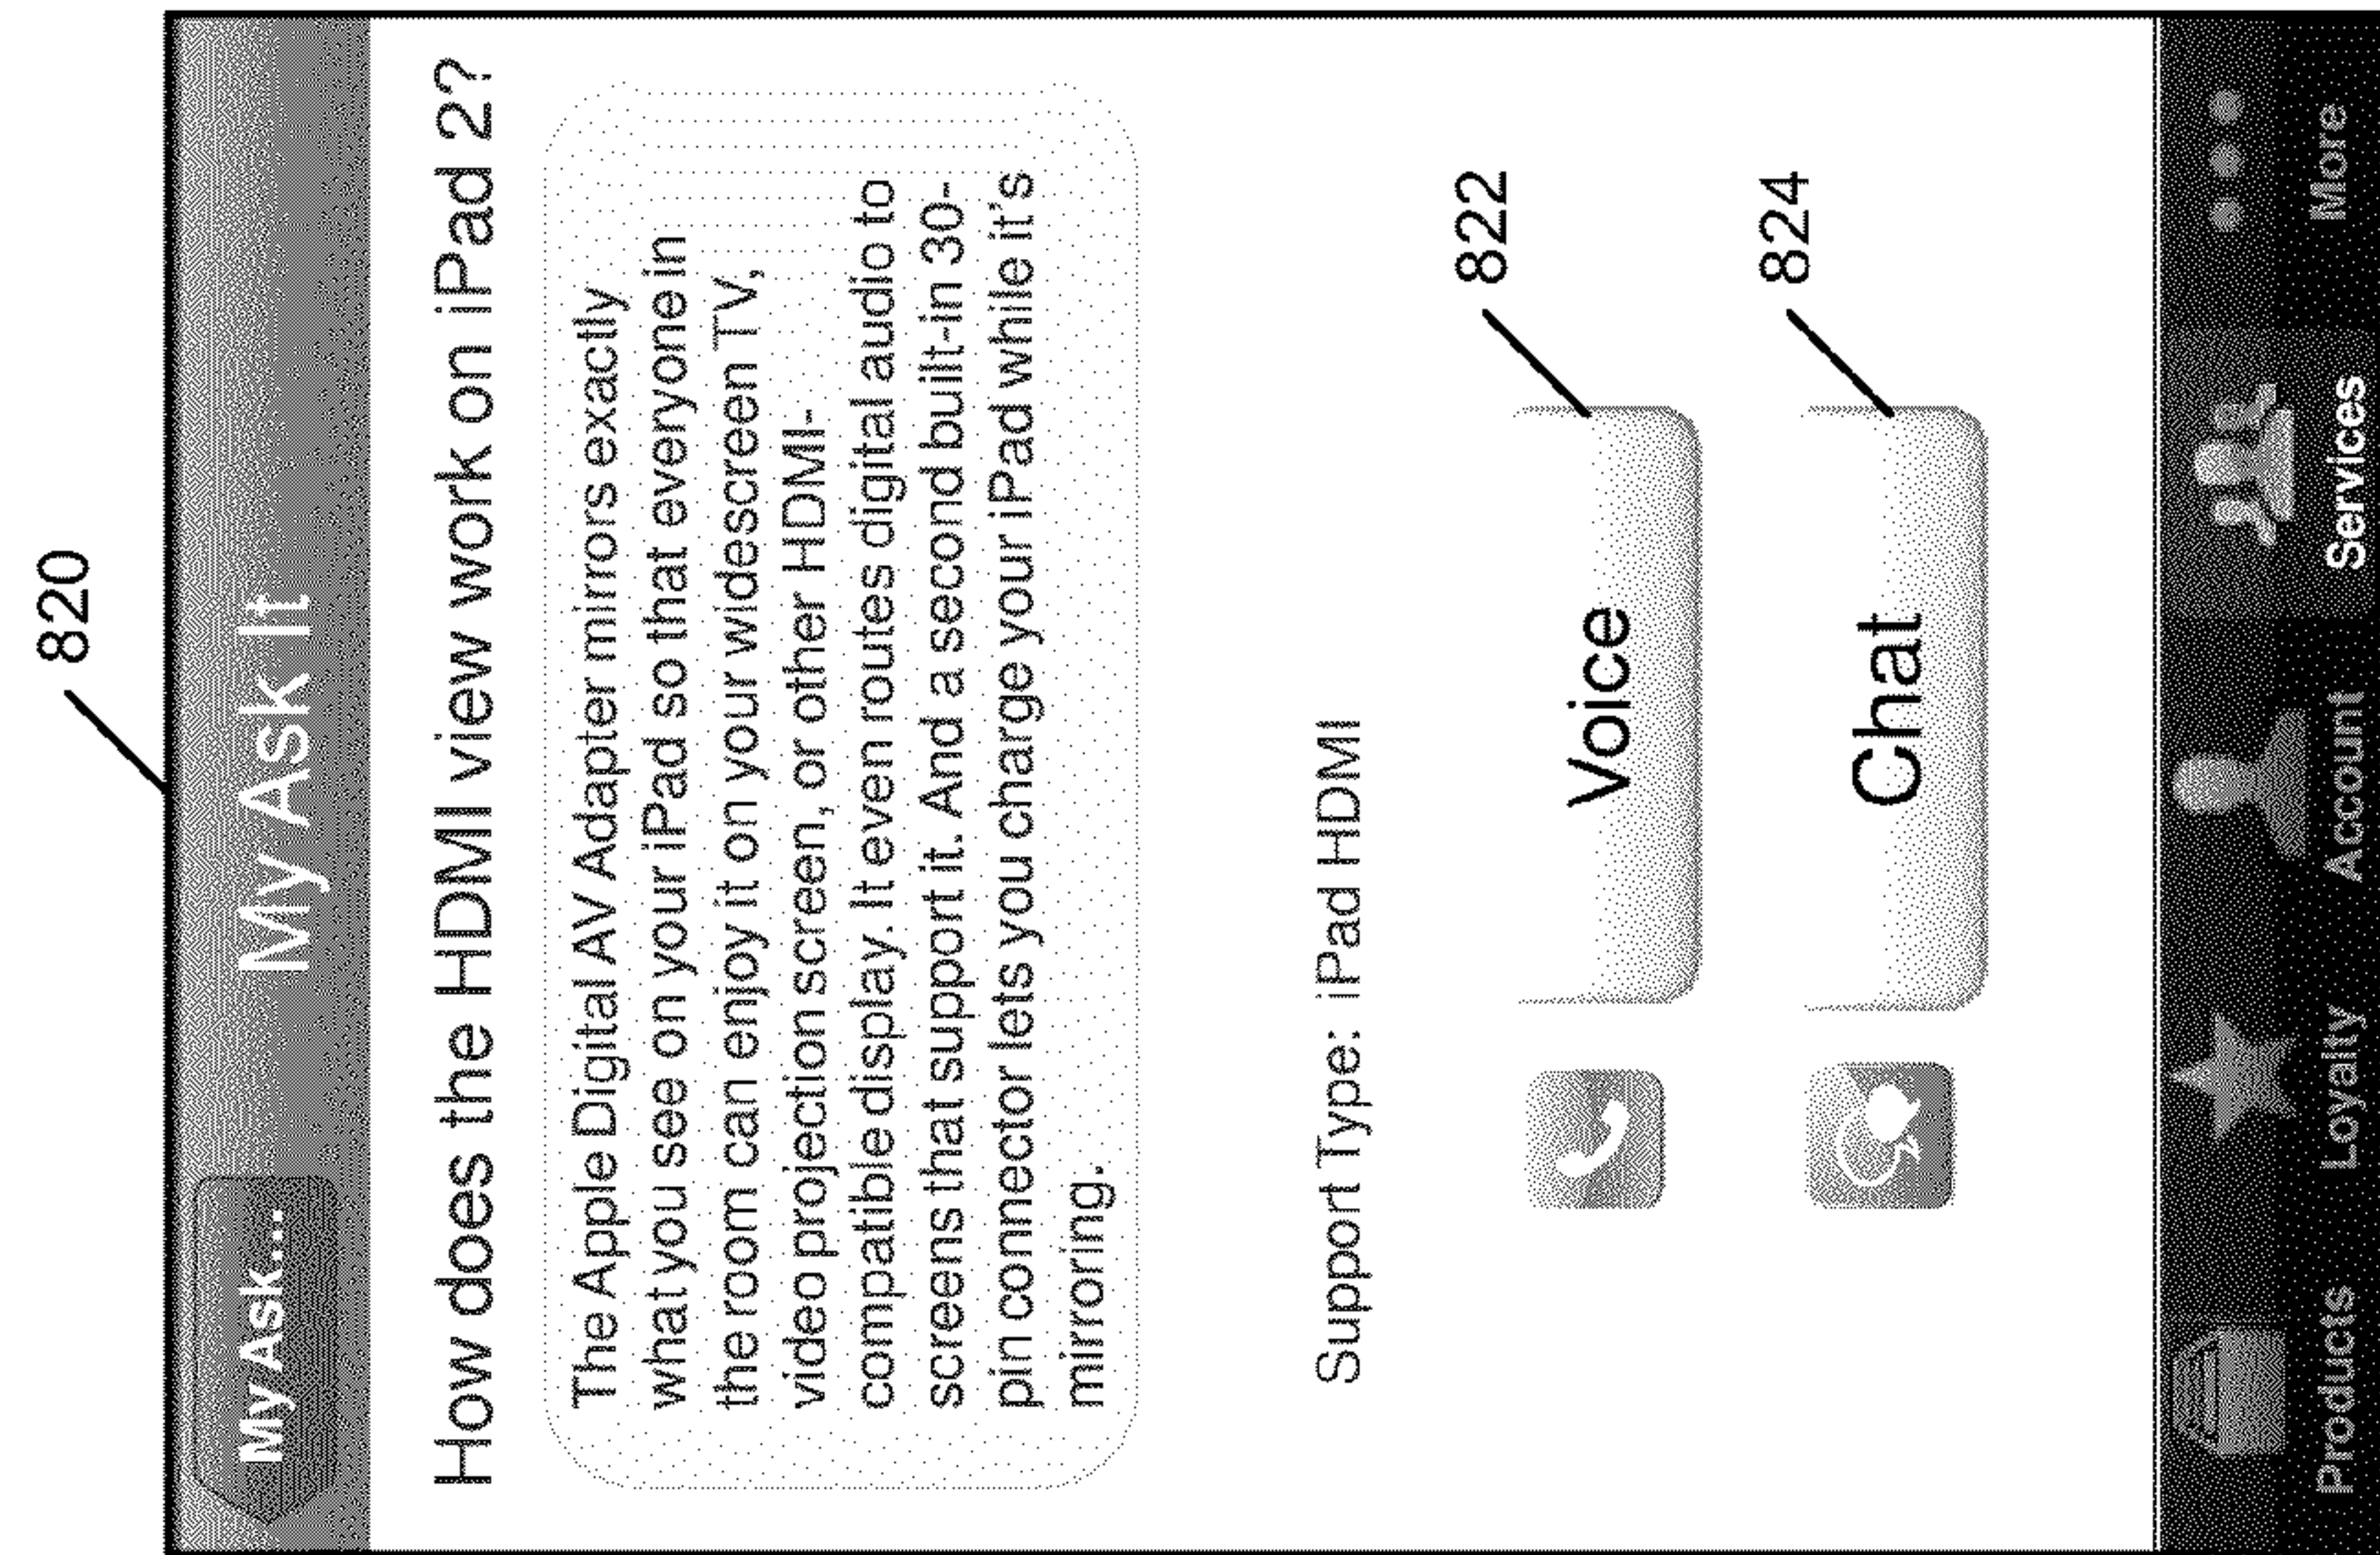 820
My Ask.... My Ask It
How does the HDMI view work on iPad 2?
The Apple Digital AV Adapter mirrors exactly
what you see on your iPad so that everyone in
the room can enjoy it on your widescreen TV,
video projection screen, or other HDMI-
compatible display. It even routes digital audio to
screens that support it. And a second built-in 30-
pin connector lets you charge your iPad while it's
mirroring.
Support Type: iPad HDMI
822
Voice
824
Chat
Products Loyalty Account Services More